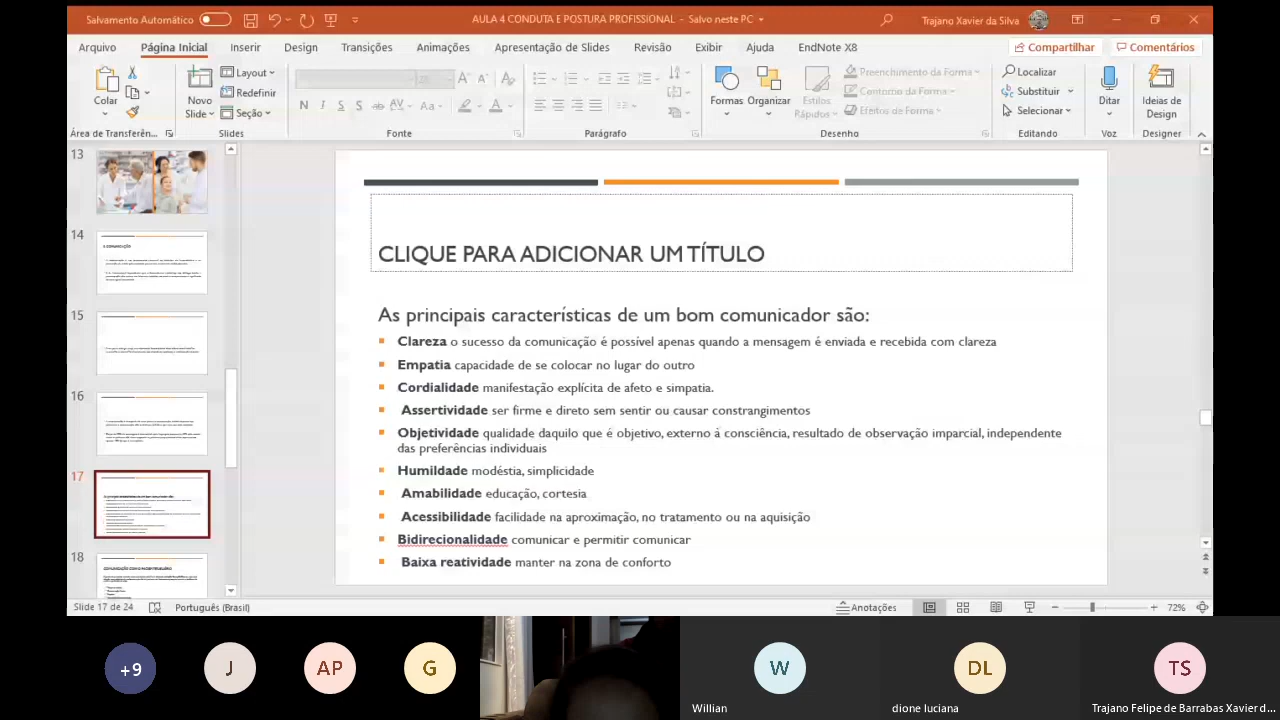 Salvamento Automático
AULA 4 CONDUTA E POSTURA PROFISSIONAL - Salvo neste PC
Trajano Xavier da Silva
Arquivo Página Inicial Inserir Design Transições Animações Apresentação de Slides Revisão Exibir Ajuda EndNote X8 Compartilhar Comentários
Colar
Novo
Slide
Layout
Redefinir
Seção
Formas
Organizar
Estilos
Rápidos
Preenchimento da Forma
Contorno da Forma
Efeitos de Forma
Localizar
Substituir
Selecionar
Ditar
Ideias de
Design
Área de Transferên... Slides Fonte Parágrafo Desenho Editando Voz Designer
13
14
15
16
17
18
CLIQUE PARA ADICIONAR UM TÍTULO
As principais características de um bom comunicador são:
Clareza o sucesso da comunicação é possível apenas quando a mensagem é enviada e recebida com clareza
Empatia capacidade de se colocar no lugar do outro
Cordialidade manifestação explícita de afeto e simpatia.
Assertividade ser firme e direto sem sentir ou causar constrangimentos
Objetividade qualidade daquilo que e objetivo, externo à consciência, resultado de observação imparcial, independente
das preferências individuais
Humildade modéstia, simplicidade
Amabilidade educação, cortesia
Acessibilidade facilidade na aproximação, no tratamento ou na aquisição
Bidirecionalidade comunicar e permitir comunicar
Baixa reatividade manter na zona de conforto
Slide 17 de 24 Português (Brasil) Anotações 72%
+9 J AP G W DL TS
Willian dione luciana Trajano Felipe de Barrabas Xavier d...